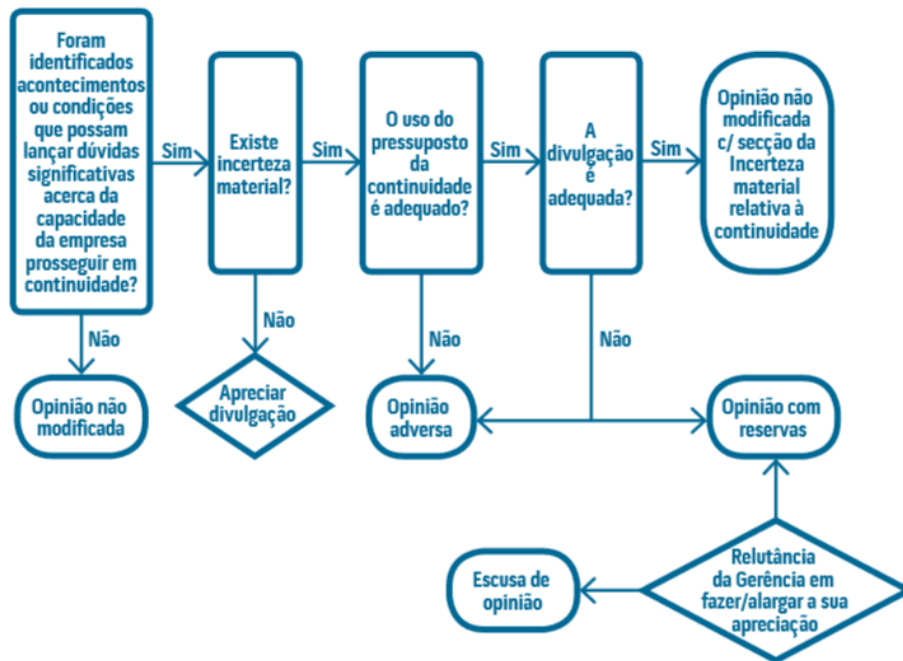 Foram
identificados
acontecimentos
ou condições
que possam
lançar dúvidas
significativas
acerca da
capacidade
da empresa
prosseguir em
continuidade?
Sim
Existe
incerteza
material?
Sim
O uso do
pressuposto
da
continuidade
é adequado?
Sim
A
divulgação
é
adequada?
Sim
Opinião não
modificada
c/ secção da
Incerteza
material
relativa à
continuidade
Não
Não
Não
Não
Opinião não
modificada
Apreciar
divulgação
Opinião
adversa
Opinião com
reservas
Escusa de
opinião
Relutância
da Gerência em
fazer/alargar a sua
apreciação